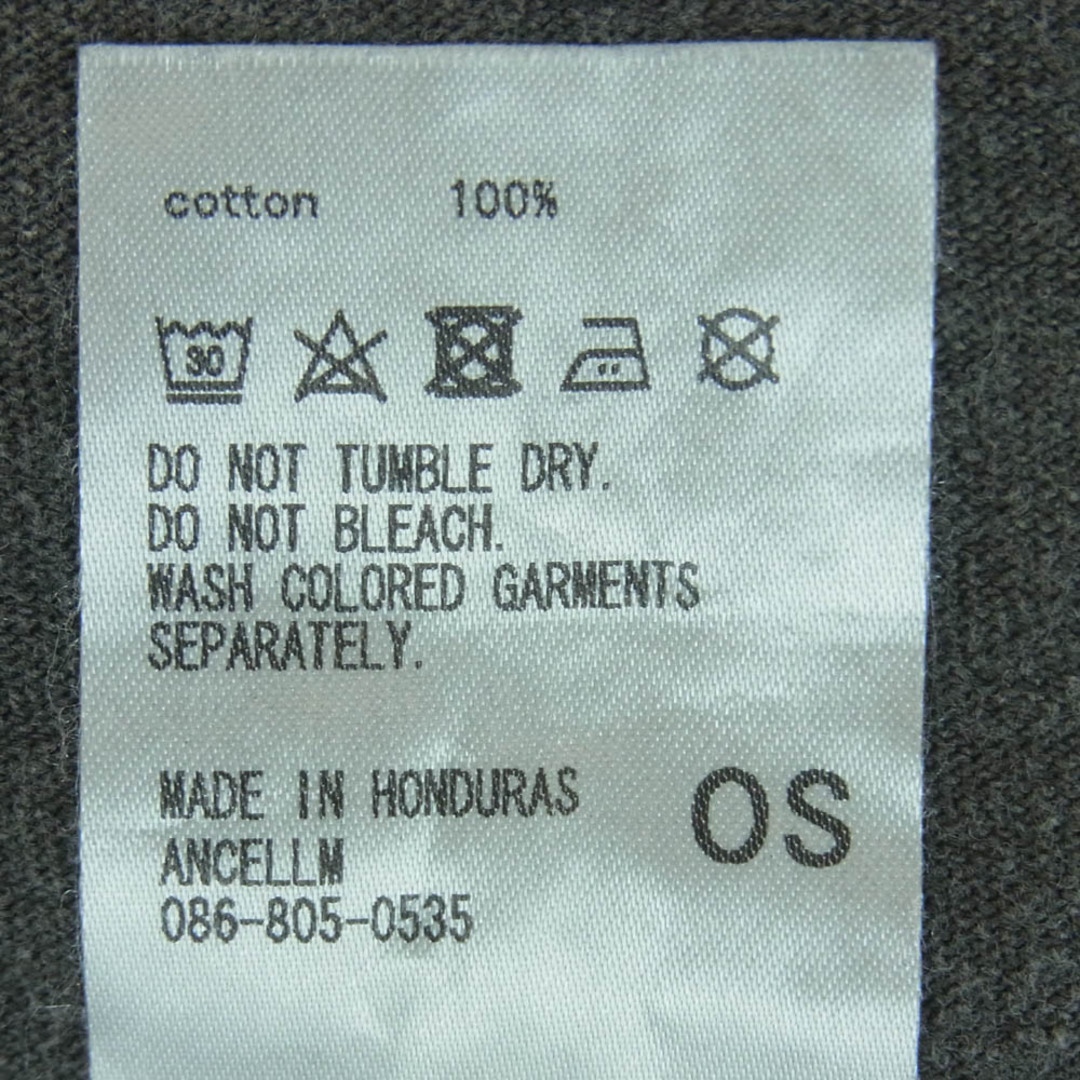 cotton 100%
30
DO NOT TUMBLE DRY.
DO NOT BLEACH.
WASH COLORED GARMENTS
SEPARATELY.
MADE IN HONDURAS
ANCELLM
086-805-0535
OS